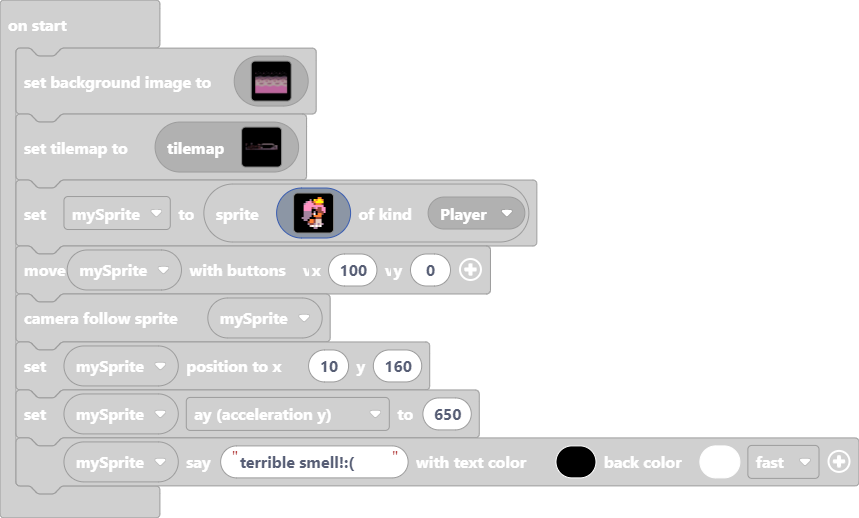 on start
set background image to
set tilemap to tilemap
set mySprite to sprite of kind Player
move mySprite with buttons vx 100 vy 0
camera follow sprite mySprite
set mySprite position to x 10 y 160
set mySprite ay (acceleration y) to 650
mySprite say "terrible smell!:( " with text color back color fast